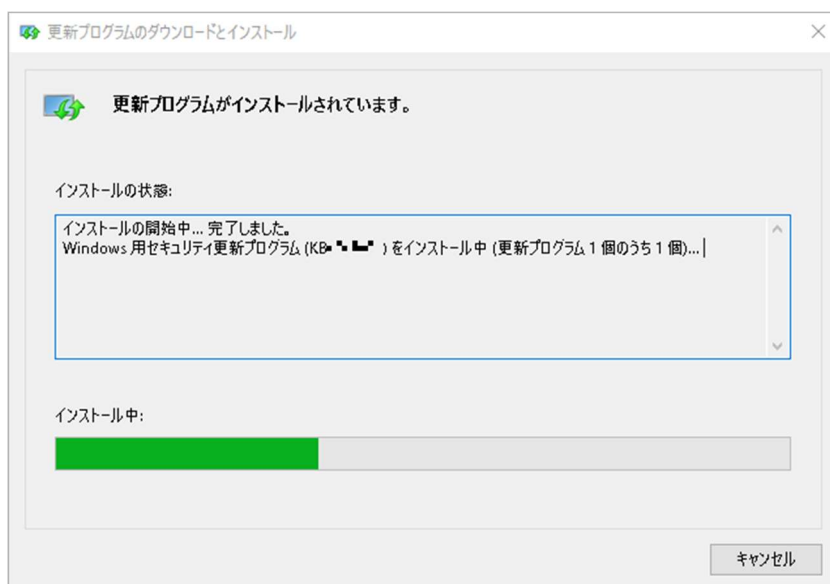 更新プログラムのダウンロードとインストール
更新プログラムがインストールされています。
インストールの状態:
インストールの開始中... 完了しました。
Windows 用セキュリティ更新プログラム (KB ) をインストール中 (更新プログラム 1 個のうち 1 個)...
インストール中:
キャンセル